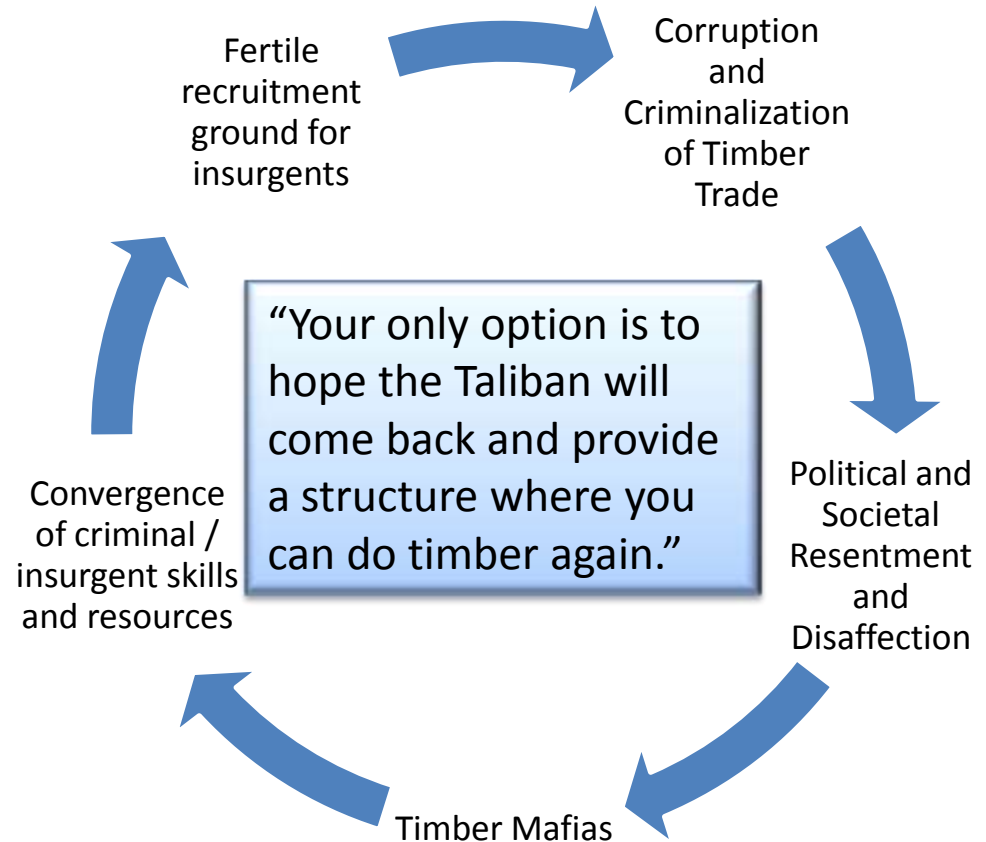 Fertile
recruitment
ground for
insurgents
Corruption
and
Criminalization
of Timber
Trade
“Your only option is to
hope the Taliban will
come back and provide
a structure where you
can do timber again.”
Political and
Societal
Resentment
and
Disaffection
Timber Mafias
Convergence
of criminal /
insurgent skills
and resources